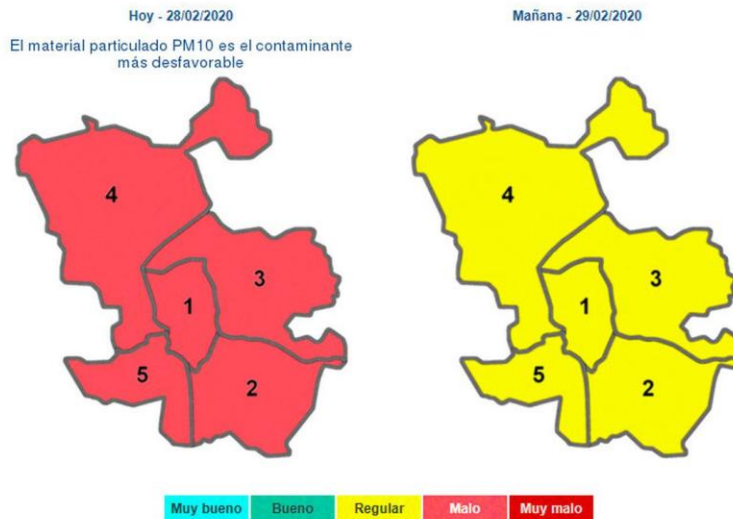 Hoy - 28/02/2020
El material particulado PM10 es el contaminante
más desfavorable
4
3
1
5
2
Mañana - 29/02/2020
4
3
1
5
2
Muy bueno
Bueno
Regular
Malo
Muy malo